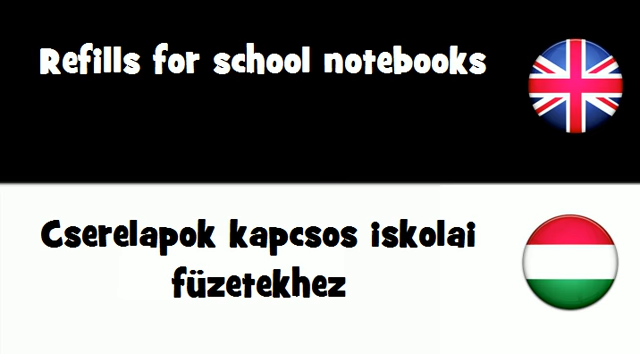 Refills for school notebooks
Cserelapok kapcsos iskolai
füzetekhez